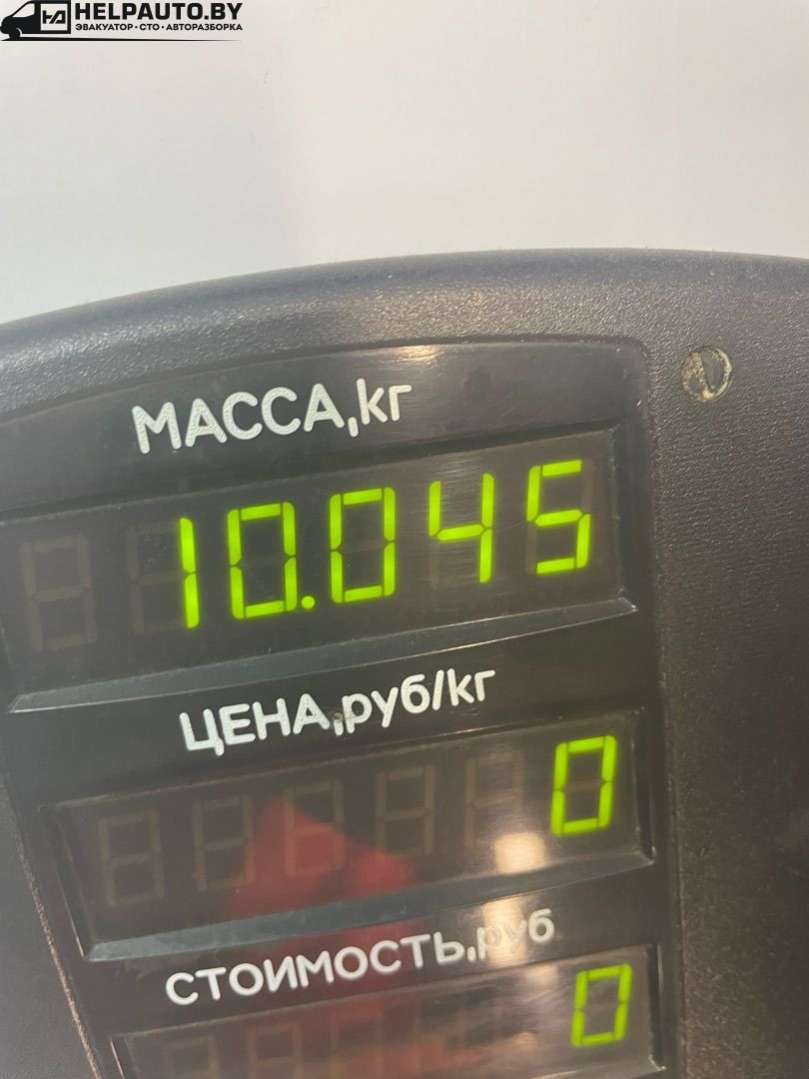 HELPAUTO.BY
ЭВАКУАТОР • СТО • АВТОРАЗБОРКА
МАССА,кг
10.045
ЦЕНА,руб/кг
0
СТОИМОСТЬ,руб
0